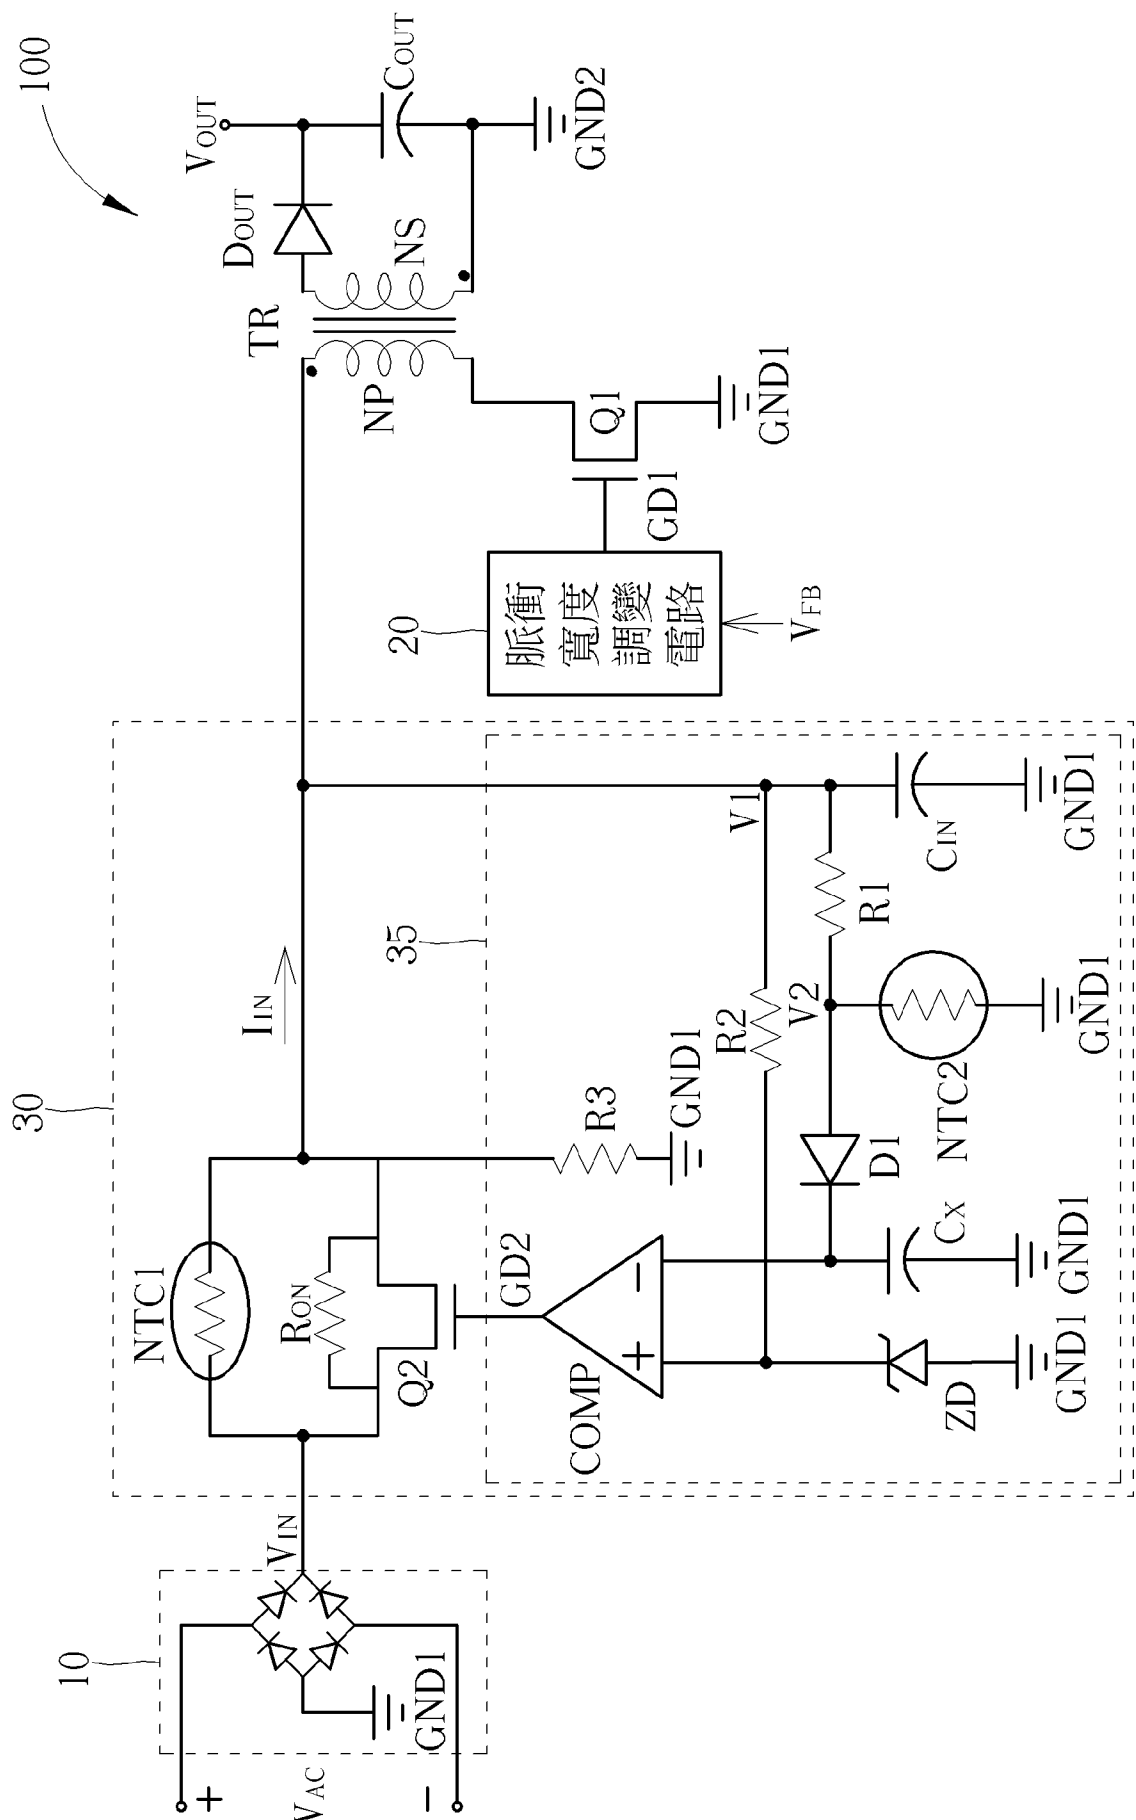 100
VOUT
COUT
GND2
DOUT
TR
NS
NP
Q1
GND1
GD1
20
脈衝
寬度
調變
電路
VFB
30
IIN
35
V1
CIN
GND1
R1
R2
V2
GND1
NTC2
R3
GND1
D1
CX
GND1
NTC1
RON
Q2
GD2
COMP
+
−
ZD
GND1
VIN
10
GND1
VAC
+
−